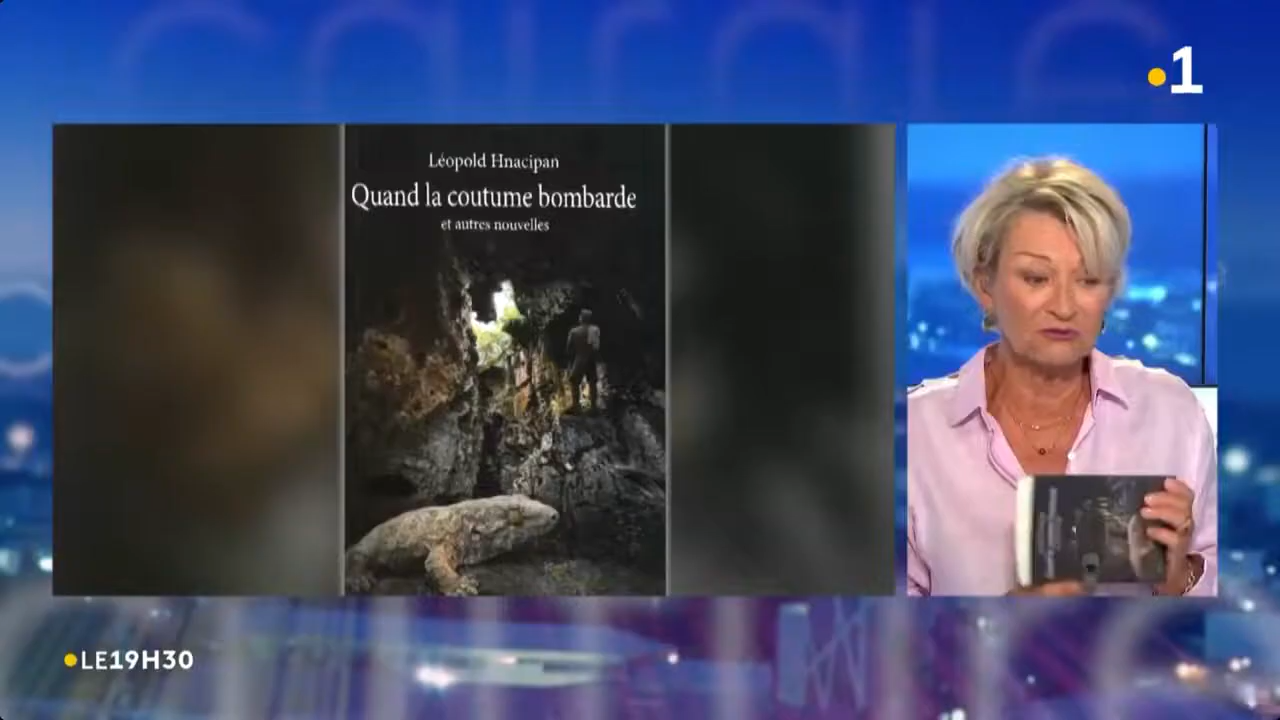 1
Léopold Hnacipan
Quand la coutume bombarde
et autres nouvelles
LE19H30